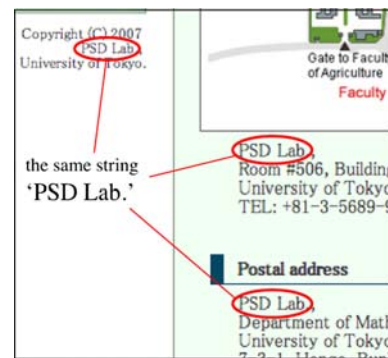 Copyright (C) 2007
PSD Lab.,
University of Tokyo.
the same string
'PSD Lab.'
Gate to Facult
of Agriculture
Faculty
PSD Lab.,
Room #506, Building
University of Tokyo
TEL: +81-3-5689-
Postal address
PSD Lab.,
Department of Math
University of Tokyo